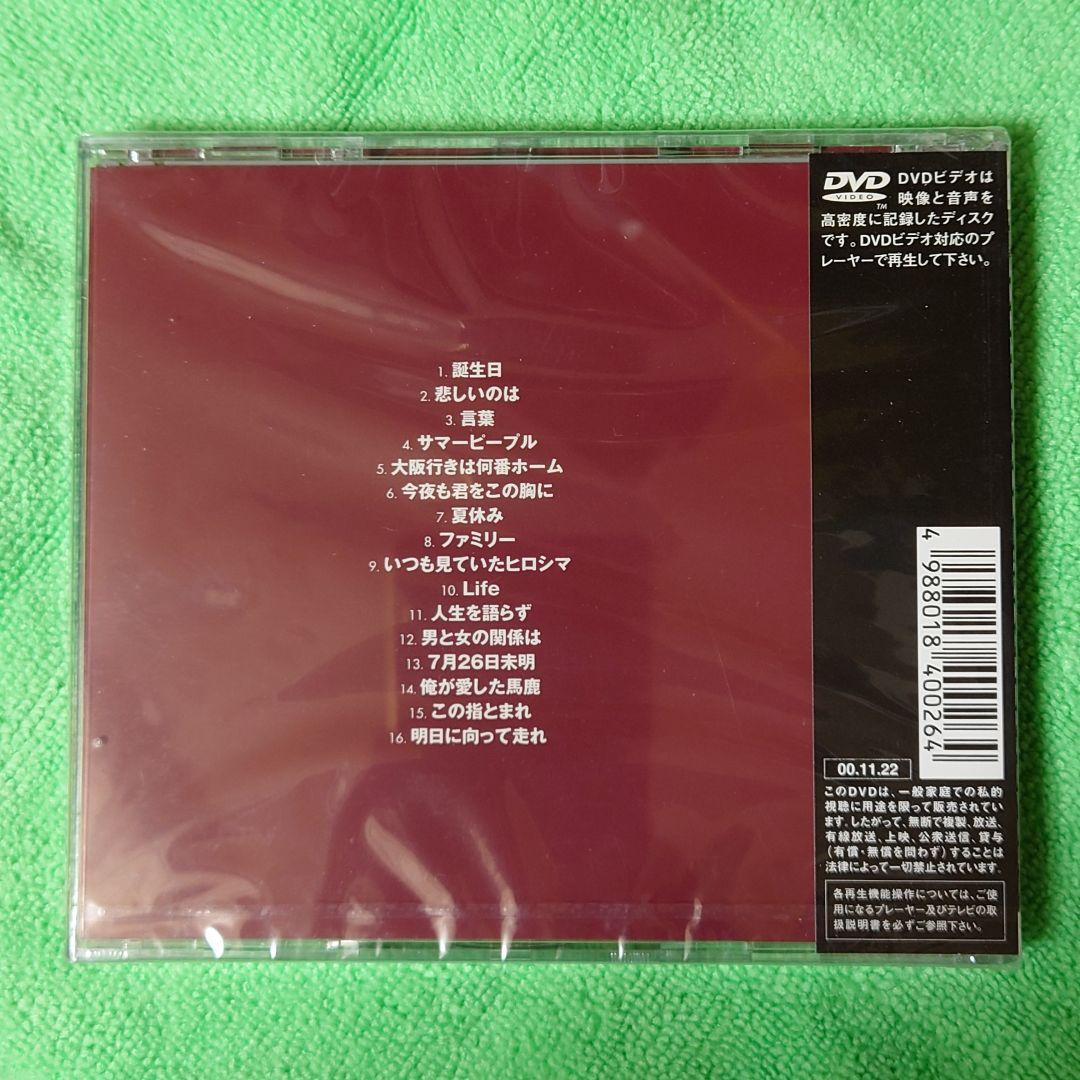 1. 誕生日
2. 悲しいのは
3. 言葉
4. サマーピープル
5. 大阪行きは何番ホーム
6. 今夜も君をこの胸に
7. 夏休み
8. ファミリー
9. いつも見ていたヒロシマ
10. Life
11. 人生を語らず
12. 男と女の関係は
13. 7月26日未明
14. 俺が愛した馬鹿
15. この指とまれ
16. 明日に向って走れ
DVD VIDEO TM
DVDビデオは
映像と音声を
高密度に記録したディスク
です。DVDビデオ対応のプ
レーヤーで再生して下さい。
4 988018 400264
00.11.22
このDVDは、一般家庭での私的
視聴に用途を限って販売されてい
ます。したがって、無断で複製、放送、
有線放送、上映、公衆送信、貸与
(有償・無償を問わず)することは
法律によって一切禁止されています。
各再生機能操作については、ご使
用になるプレーヤー及びテレビの取
扱説明書を必ずご参照下さい。